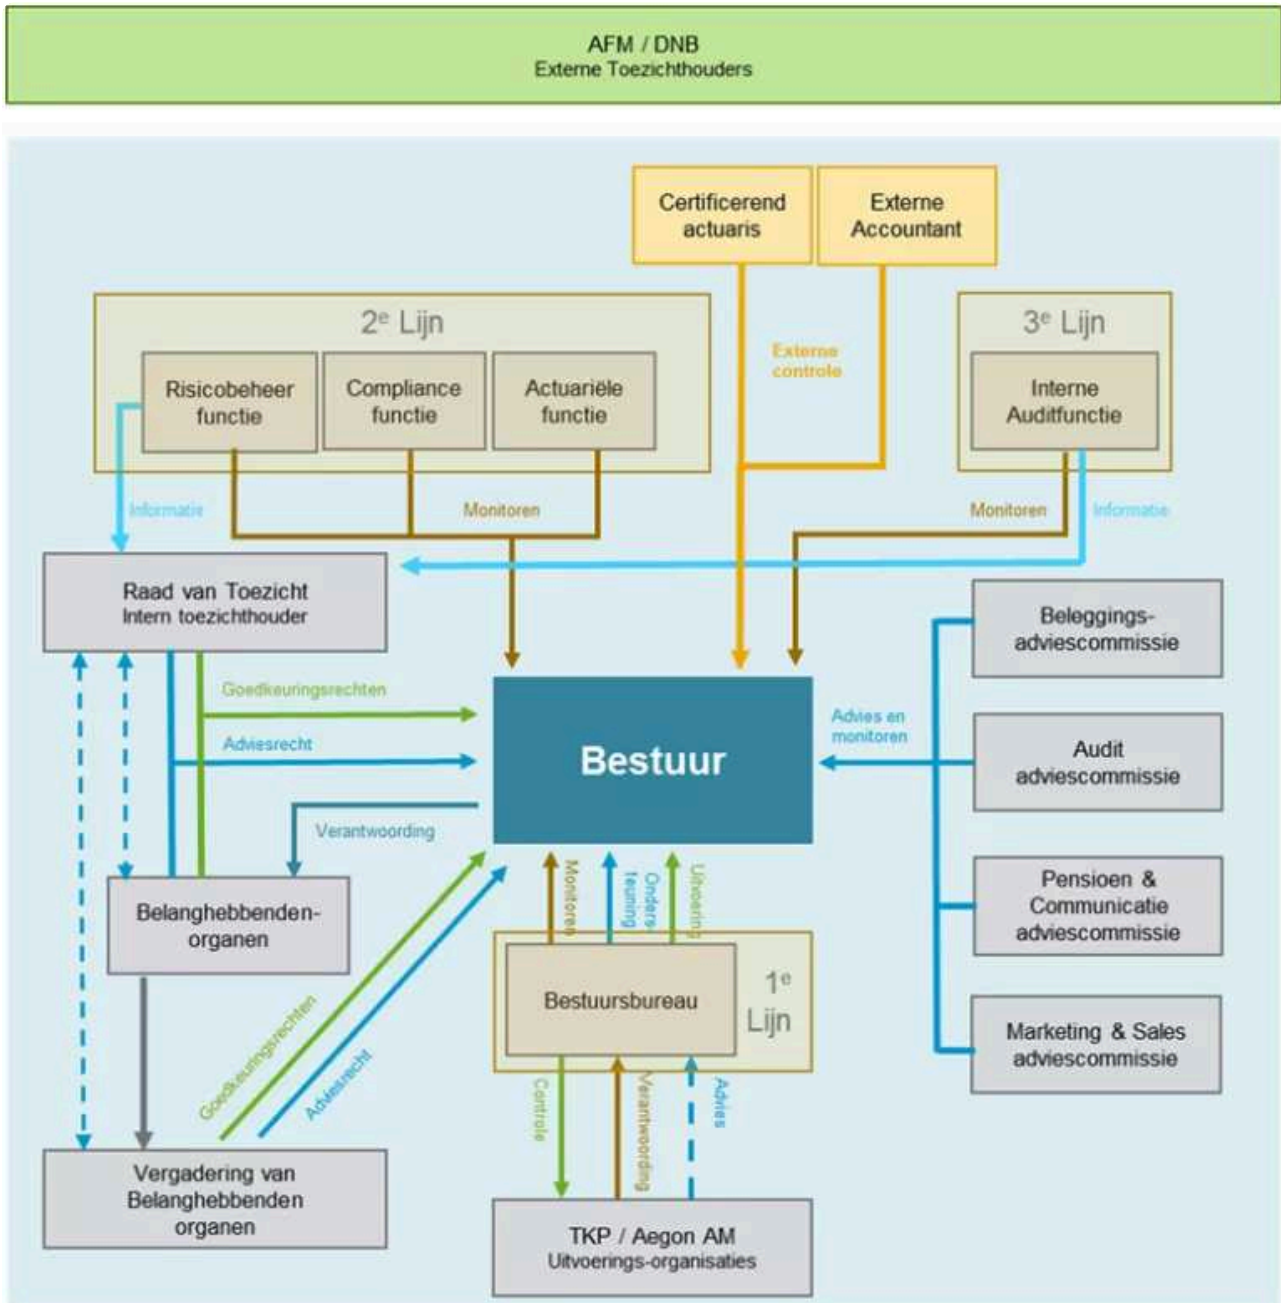 AFM / DNB
Externe Toezichthouders
Certificerend
actuaris
Externe
Accountant
2e Lijn
Risicobeheer
functie
Compliance
functie
Actuariële
functie
Externe
controle
3e Lijn
Interne
Auditfunctie
Informatie
Monitoren
Monitoren
Informatie
Raad van Toezicht
Intern toezichthouder
Goedkeuringsrechten
Adviesrecht
Verantwoording
Bestuur
Advies en
monitoren
Beleggings-
adviescommissie
Audit
adviescommissie
Pensioen &
Communicatie
adviescommissie
Marketing & Sales
adviescommissie
Belanghebbenden-
organen
Goedkeuringsrechten
Adviesrecht
Monitoren
Onders-
teuning
Uitvoering
Bestuursbureau
1e
Lijn
Controle
Verantwoording
Advies
Vergadering van
Belanghebbenden
organen
TKP / Aegon AM
Uitvoerings-organisaties